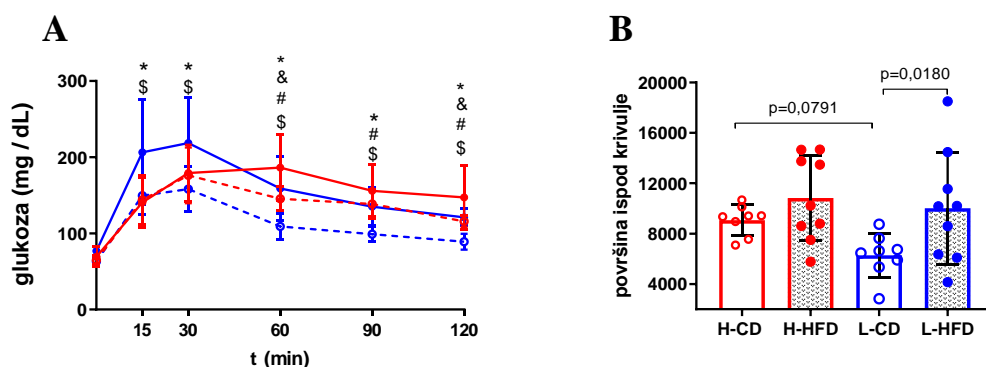 A
glukoza (mg / dL)
300
200
100
0
* $
* $
* & # $
* # $
* & # $
15 30 60 90 120
t (min)
B
površina ispod krivulje
20000
16000
12000
8000
4000
p=0,0180
p=0,0791
H-CD H-HFD L-CD L-HFD